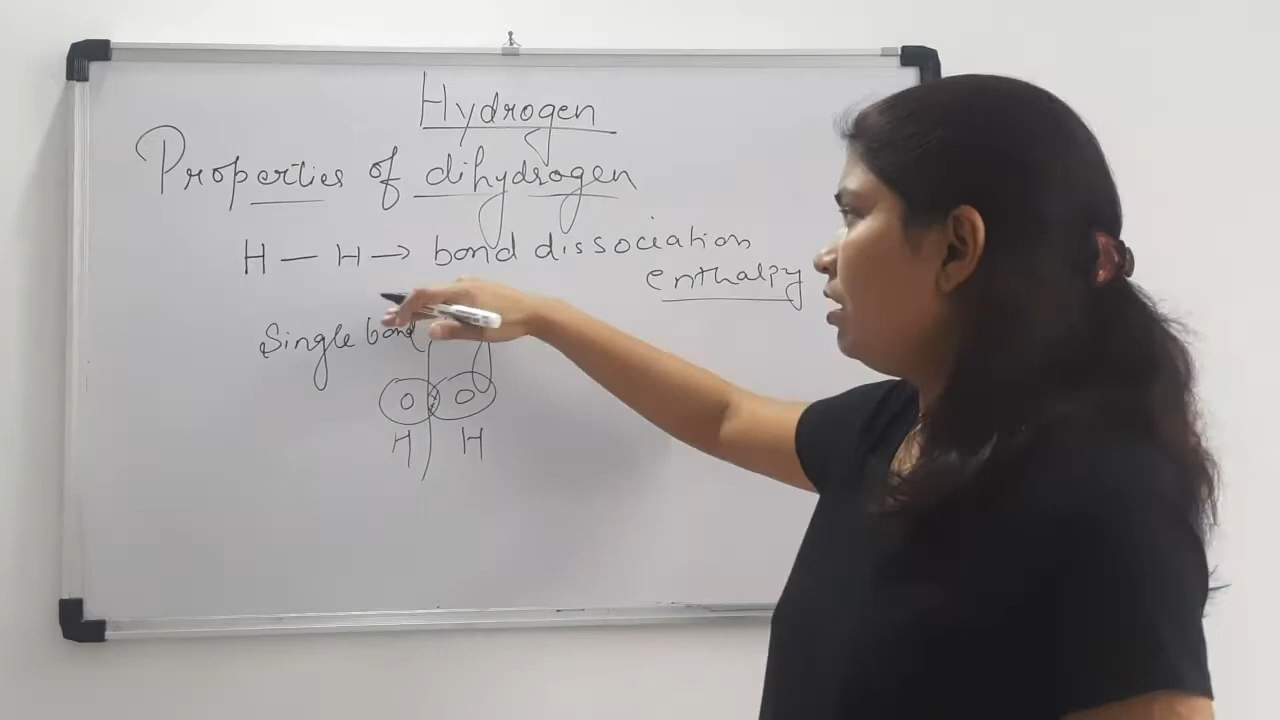 Hydrogen
Properties of dihydrogen
H — H → bond dissociation
enthalpy
Single bond
H H